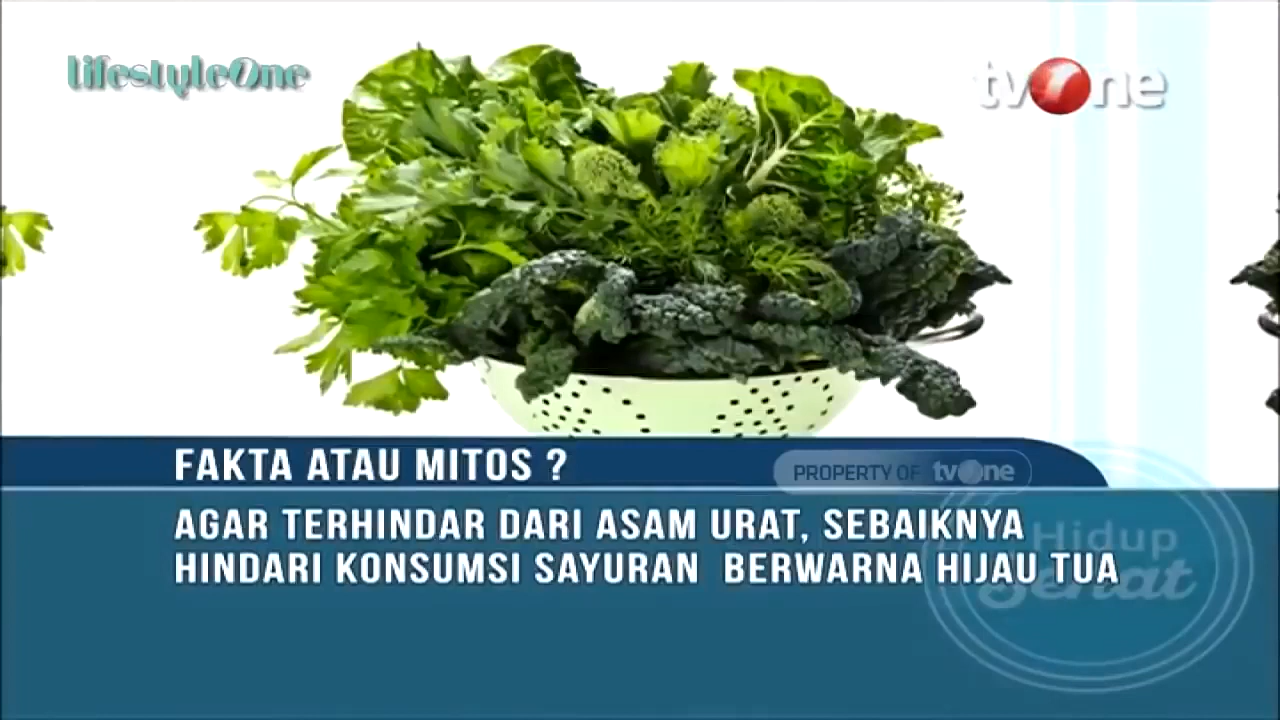 lifestyleOne
tvOne
FAKTA ATAU MITOS ?
PROPERTY OF tvOne
AGAR TERHINDAR DARI ASAM URAT, SEBAIKNYA
HINDARI KONSUMSI SAYURAN BERWARNA HIJAU TUA
Hidup
Sehat